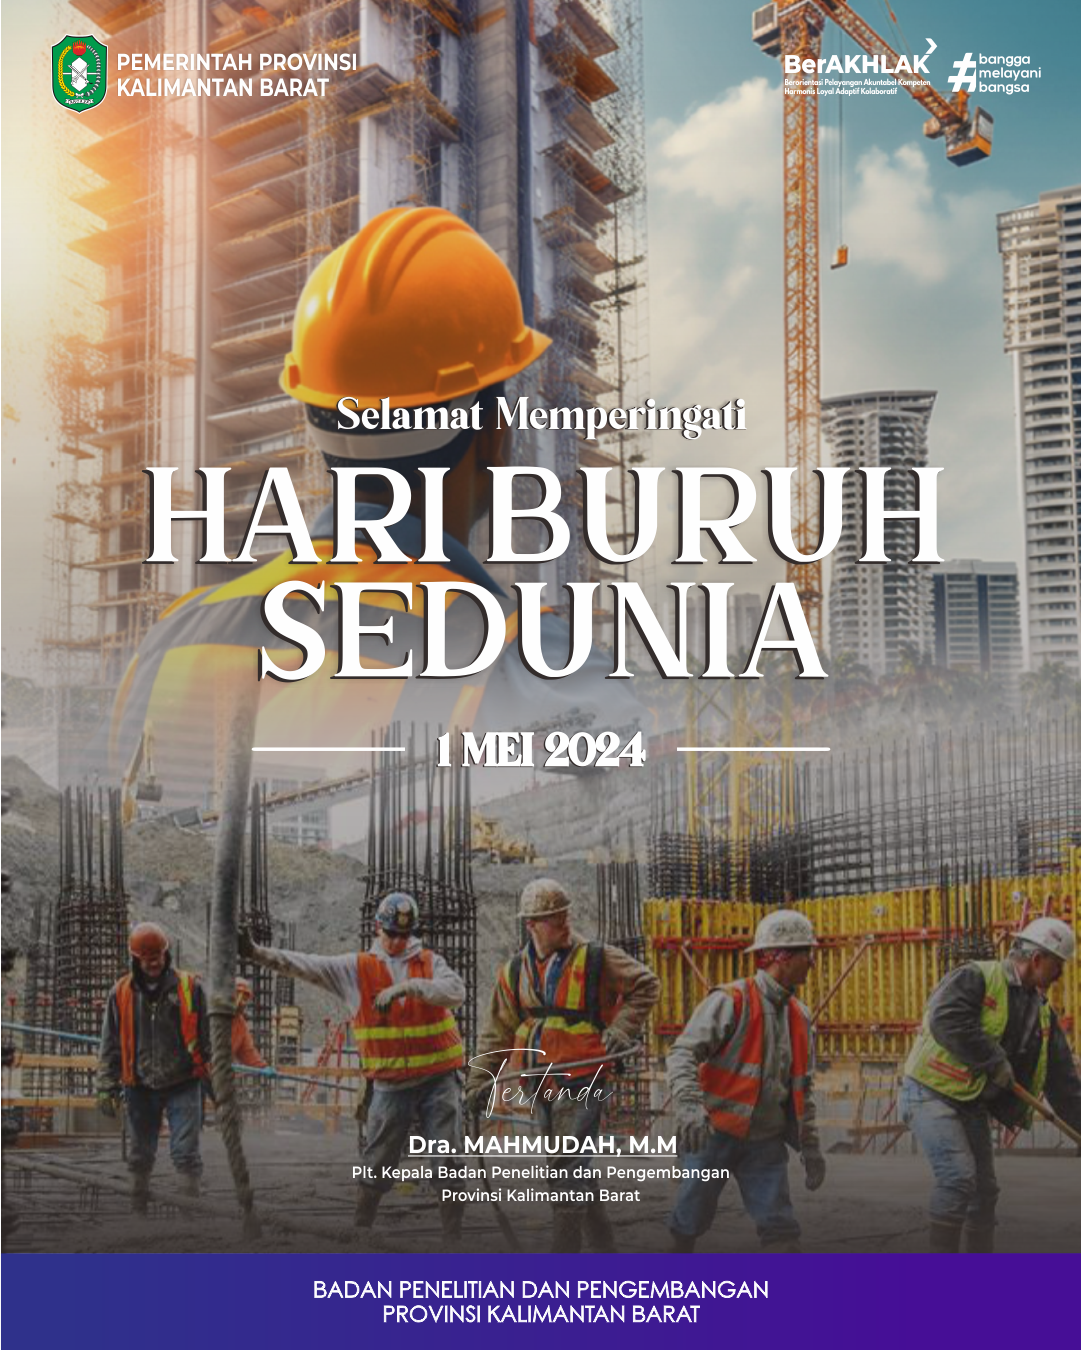 PEMERINTAH PROVINSI
KALIMANTAN BARAT
BerAKHLAK
Berorientasi Pelayanan Akuntabel Kompeten
Harmonis Loyal Adaptif Kolaboratif
#
bangga
melayani
bangsa
Selamat Memperingati
HARI BURUH
SEDUNIA
1 MEI 2024
Tertanda
Dra. MAHMUDAH, M.M
Plt. Kepala Badan Penelitian dan Pengembangan
Provinsi Kalimantan Barat
BADAN PENELITIAN DAN PENGEMBANGAN
PROVINSI KALIMANTAN BARAT